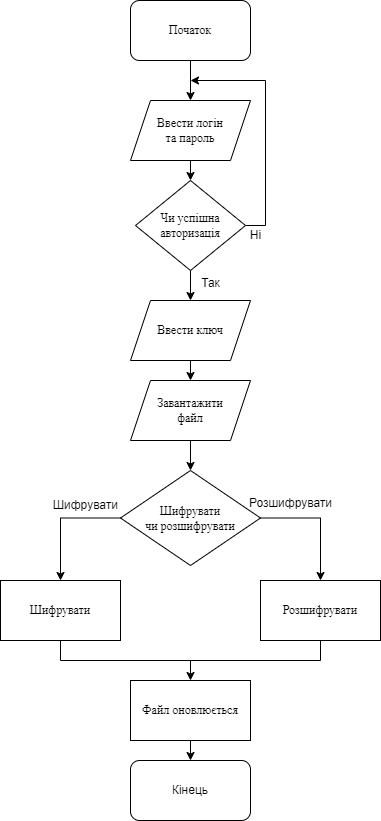 Початок
Ввести логін
та пароль
Чи успішна
авторизація
Ні
Так
Ввести ключ
Завантажити
файл
Шифрувати
Розшифрувати
Шифрувати
чи розшифрувати
Шифрувати
Розшифрувати
Файл оновлюється
Кінець